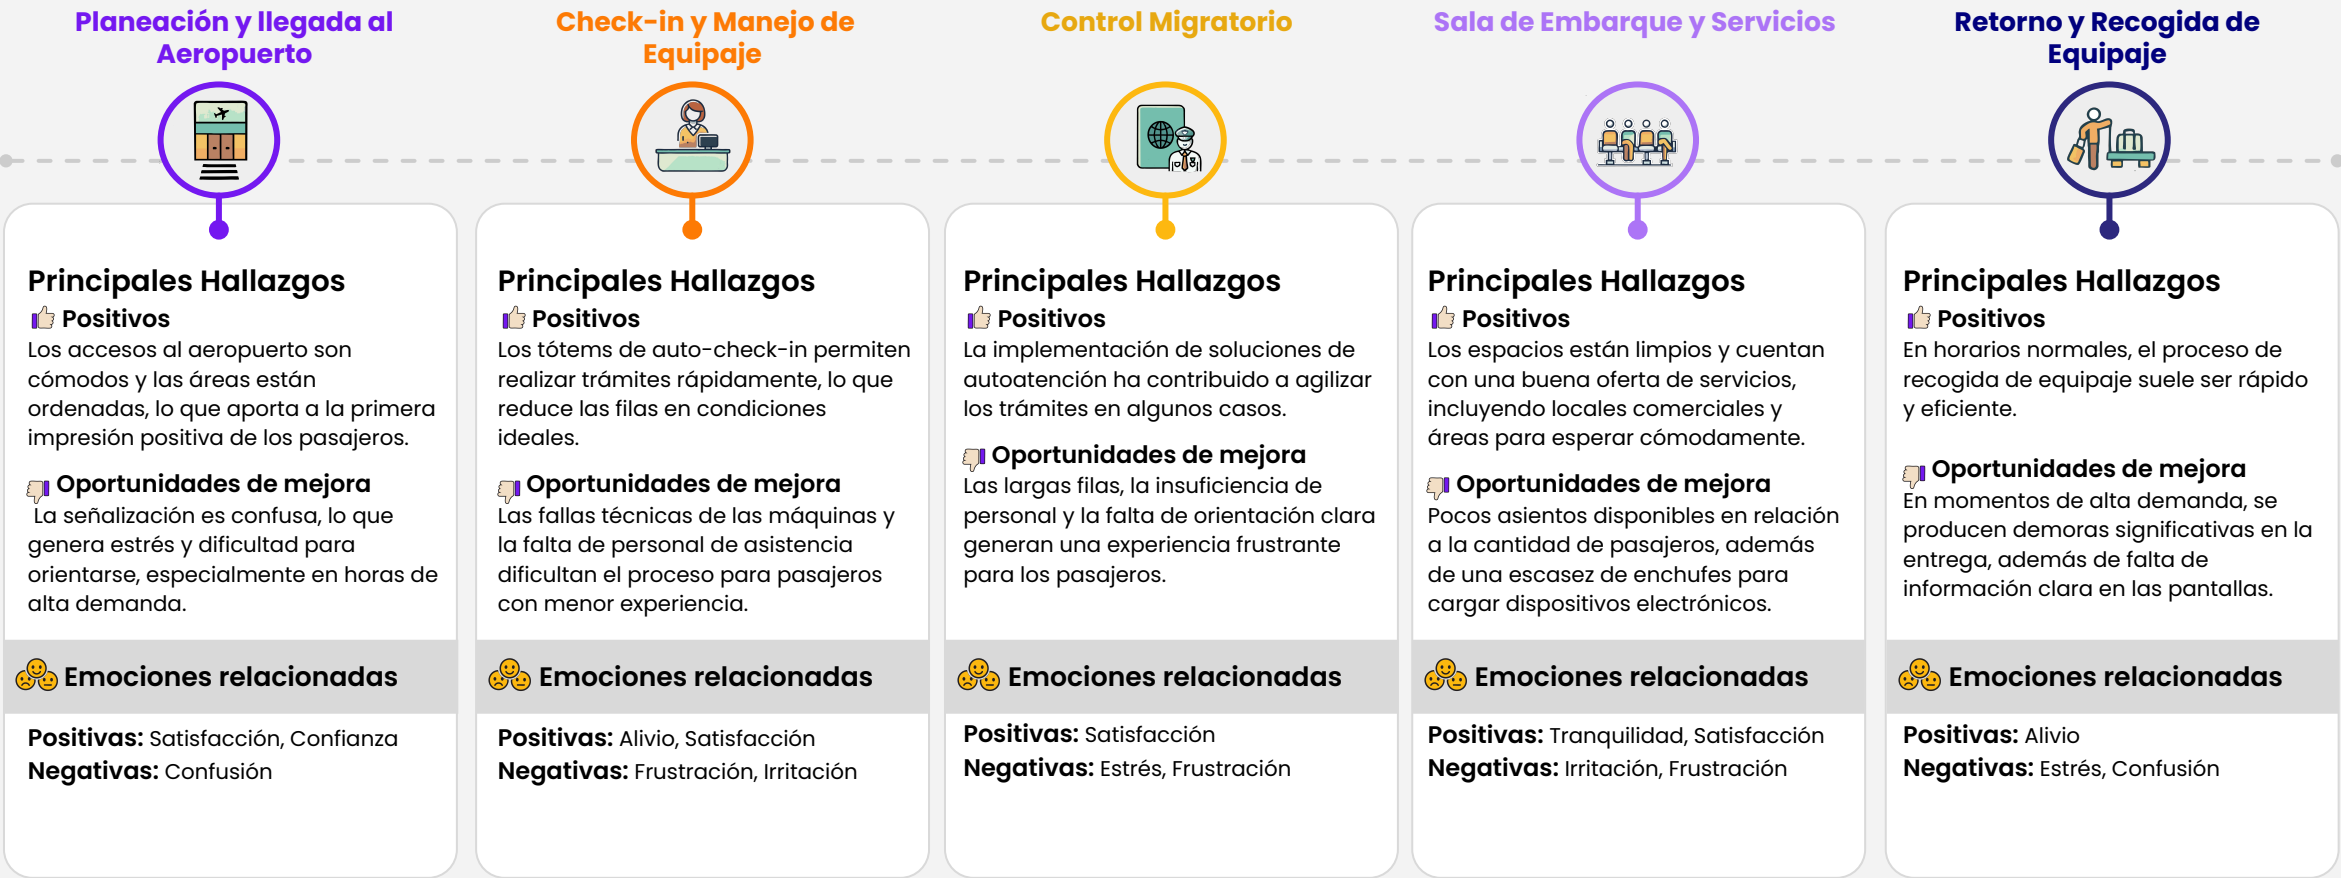 Planeación y llegada al
Aeropuerto
Principales Hallazgos
Positivos
Los accesos al aeropuerto son
cómodos y las áreas están
ordenadas, lo que aporta a la primera
impresión positiva de los pasajeros.
Oportunidades de mejora
La señalización es confusa, lo que
genera estrés y dificultad para
orientarse, especialmente en horas de
alta demanda.
Emociones relacionadas
Positivas: Satisfacción, Confianza
Negativas: Confusión
Check-in y Manejo de
Equipaje
Principales Hallazgos
Positivos
Los tótems de auto-check-in permiten
realizar trámites rápidamente, lo que
reduce las filas en condiciones
ideales.
Oportunidades de mejora
Las fallas técnicas de las máquinas y
la falta de personal de asistencia
dificultan el proceso para pasajeros
con menor experiencia.
Emociones relacionadas
Positivas: Alivio, Satisfacción
Negativas: Frustración, Irritación
Control Migratorio
Principales Hallazgos
Positivos
La implementación de soluciones de
autoatención ha contribuido a agilizar
los trámites en algunos casos.
Oportunidades de mejora
Las largas filas, la insuficiencia de
personal y la falta de orientación clara
generan una experiencia frustrante
para los pasajeros.
Emociones relacionadas
Positivas: Satisfacción
Negativas: Estrés, Frustración
Sala de Embarque y Servicios
Principales Hallazgos
Positivos
Los espacios están limpios y cuentan
con una buena oferta de servicios,
incluyendo locales comerciales y
áreas para esperar cómodamente.
Oportunidades de mejora
Pocos asientos disponibles en relación
a la cantidad de pasajeros, además
de una escasez de enchufes para
cargar dispositivos electrónicos.
Emociones relacionadas
Positivas: Tranquilidad, Satisfacción
Negativas: Irritación, Frustración
Retorno y Recogida de
Equipaje
Principales Hallazgos
Positivos
En horarios normales, el proceso de
recogida de equipaje suele ser rápido
y eficiente.
Oportunidades de mejora
En momentos de alta demanda, se
producen demoras significativas en la
entrega, además de falta de
información clara en las pantallas.
Emociones relacionadas
Positivas: Alivio
Negativas: Estrés, Confusión